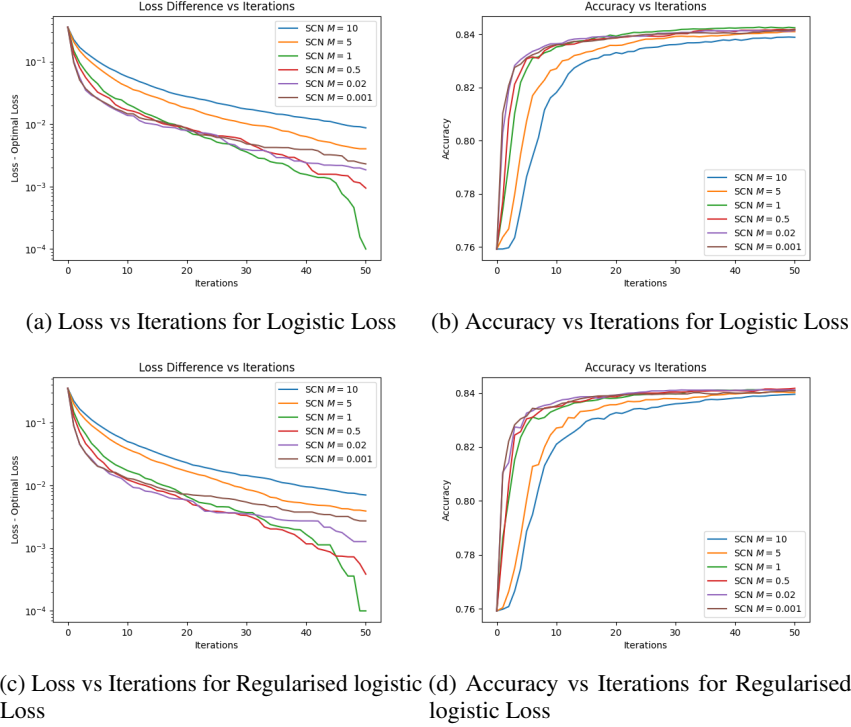 Loss Difference vs Iterations
Loss - Optimal Loss
10⁻¹
10⁻²
10⁻³
10⁻⁴
SCN M = 10
SCN M = 5
SCN M = 1
SCN M = 0.5
SCN M = 0.02
SCN M = 0.001
0 10 20 30 40 50
Iterations
(a) Loss vs Iterations for Logistic Loss
Accuracy vs Iterations
Accuracy
0.84
0.82
0.80
0.78
0.76
SCN M = 10
SCN M = 5
SCN M = 1
SCN M = 0.5
SCN M = 0.02
SCN M = 0.001
0 10 20 30 40 50
Iterations
(b) Accuracy vs Iterations for Logistic Loss
Loss Difference vs Iterations
Loss - Optimal Loss
10⁻¹
10⁻²
10⁻³
10⁻⁴
SCN M = 10
SCN M = 5
SCN M = 1
SCN M = 0.5
SCN M = 0.02
SCN M = 0.001
0 10 20 30 40 50
Iterations
(c) Loss vs Iterations for Regularised logistic
Loss
Accuracy vs Iterations
Accuracy
0.84
0.82
0.80
0.78
0.76
SCN M = 10
SCN M = 5
SCN M = 1
SCN M = 0.5
SCN M = 0.02
SCN M = 0.001
0 10 20 30 40 50
Iterations
(d) Accuracy vs Iterations for Regularised
logistic Loss